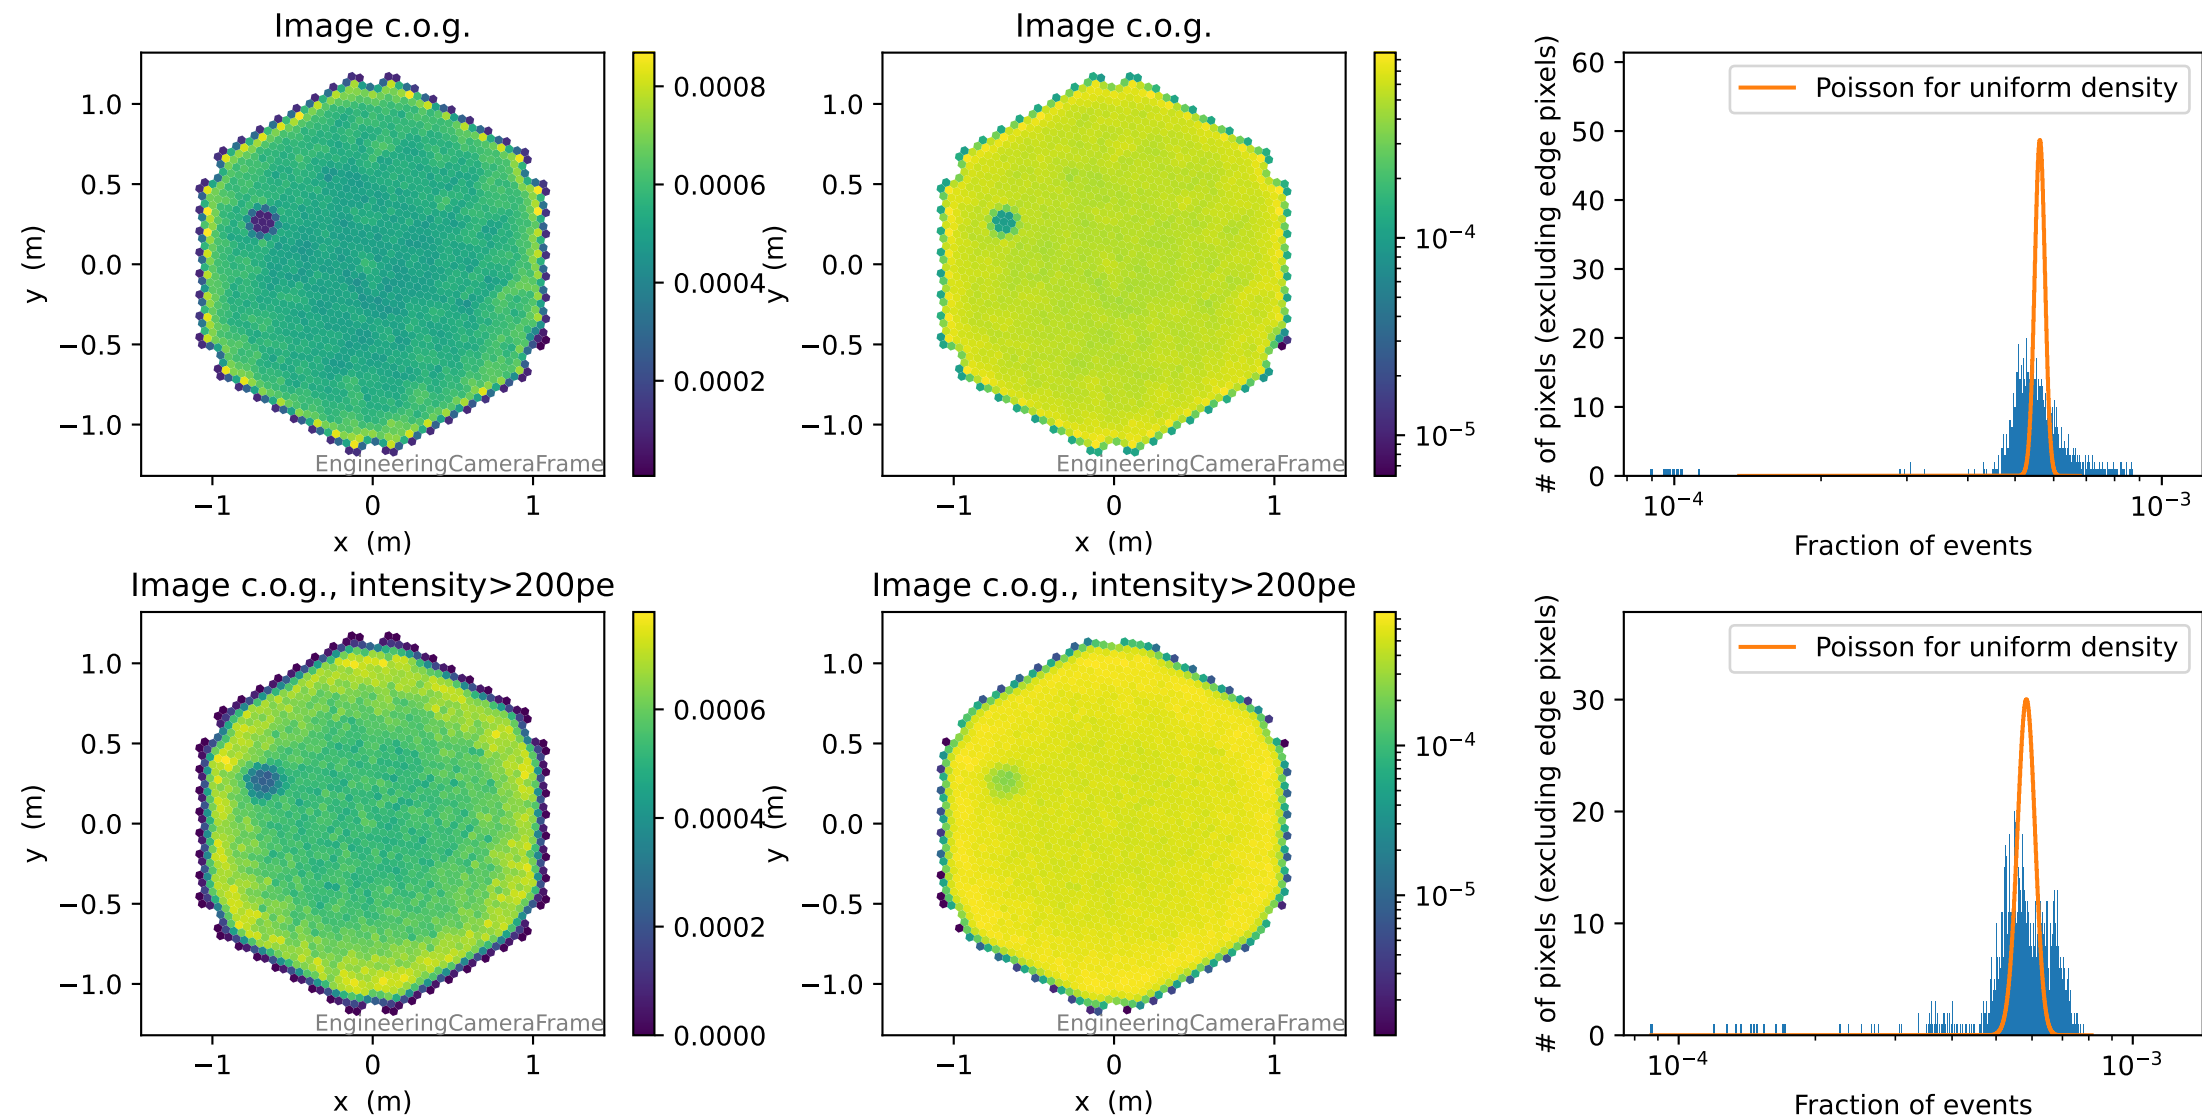 Image c.o.g.
1.0
0.5
0.0
−0.5
−1.0
y (m)
−1
0
1
x (m)
EngineeringCameraFrame
0.0008
0.0006
0.0004
0.0002
Image c.o.g.
1.0
0.5
0.0
−0.5
−1.0
y (m)
−1
0
1
x (m)
EngineeringCameraFrame
10⁻⁴
10⁻⁵
# of pixels (excluding edge pixels)
60
50
40
30
20
10
0
Poisson for uniform density
10⁻⁴
10⁻³
Fraction of events
Image c.o.g., intensity>200pe
1.0
0.5
0.0
−0.5
−1.0
y (m)
−1
0
1
x (m)
EngineeringCameraFrame
0.0006
0.0004
0.0002
0.0000
Image c.o.g., intensity>200pe
1.0
0.5
0.0
−0.5
−1.0
y (m)
−1
0
1
x (m)
EngineeringCameraFrame
10⁻⁴
10⁻⁵
# of pixels (excluding edge pixels)
30
20
10
0
Poisson for uniform density
10⁻⁴
10⁻³
Fraction of events